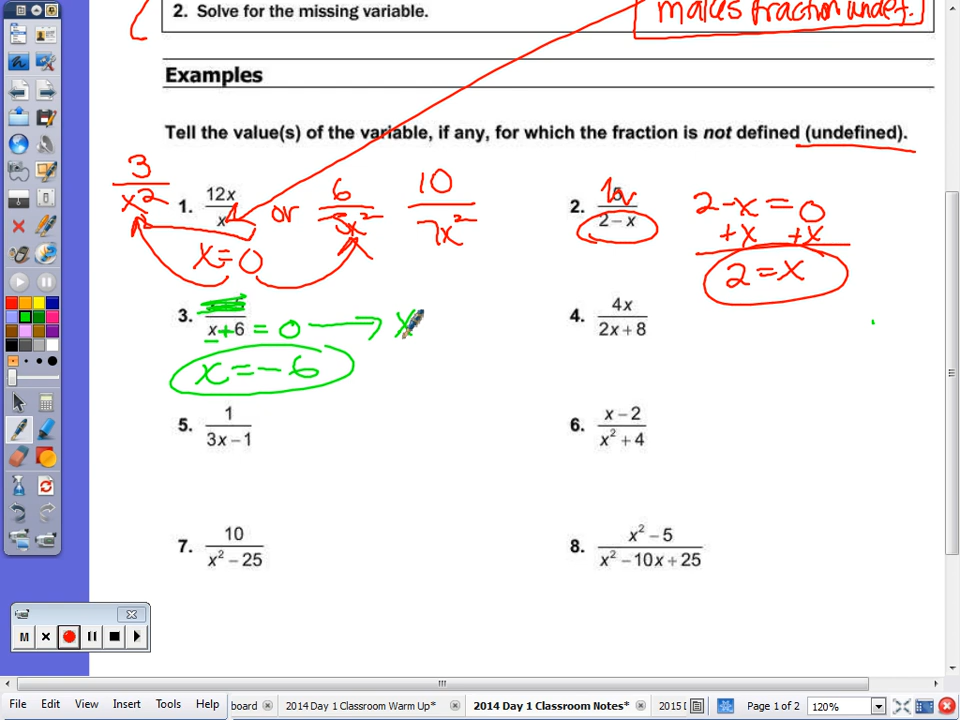 2. Solve for the missing variable.
makes fraction undef.
Examples
Tell the value(s) of the variable, if any, for which the fraction is not defined (undefined).
3/x²
1. 12x/x or 6/5x² 10/7x²
x = 0
2. 2 − x
2 − x = 0
+x +x
2 = x
3. x + 6 = 0 → x
x = −6
4. 4x/2x + 8
5. 1/3x − 1
6. x − 2/x² + 4
7. 10/x² − 25
8. x² − 5/x² − 10x + 25
M
File Edit View Insert Tools Help board 2014 Day 1 Classroom Warm Up* 2014 Day 1 Classroom Notes* 2015 D Page 1 of 2 120%